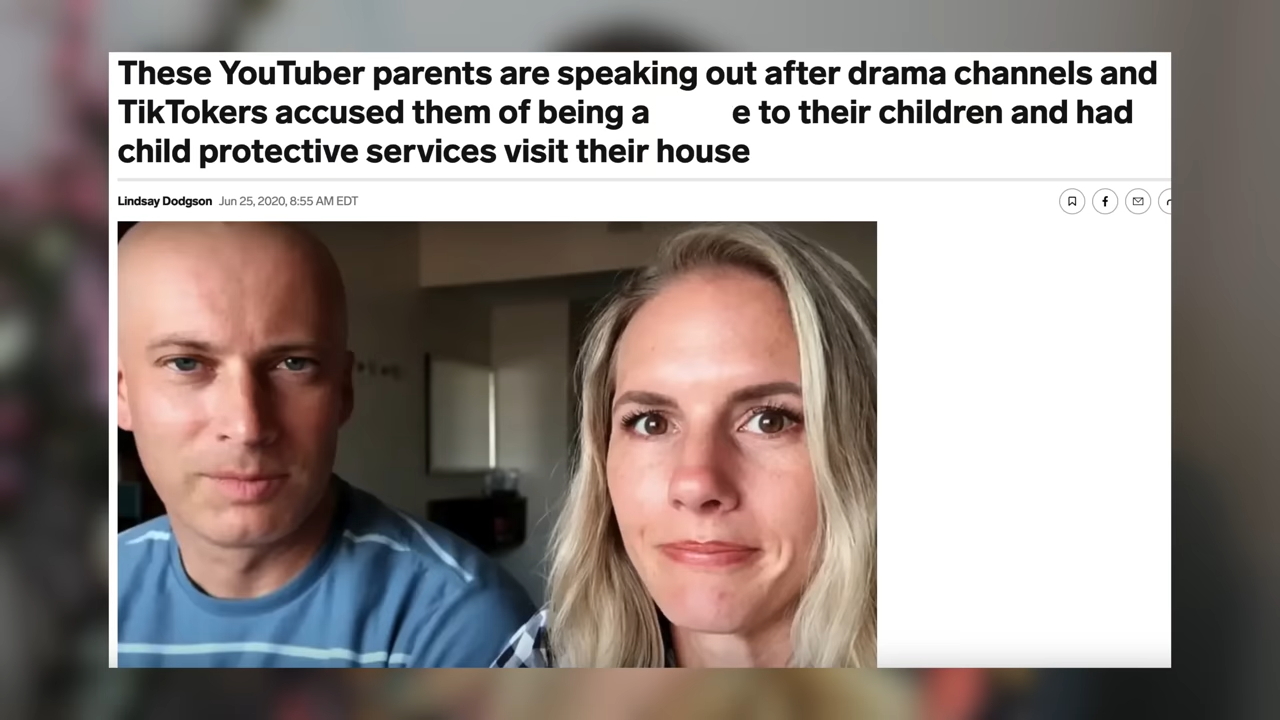 These YouTuber parents are speaking out after drama channels and
TikTokers accused them of being a e to their children and had
child protective services visit their house
Lindsay Dodgson Jun 25, 2020, 8:55 AM EDT